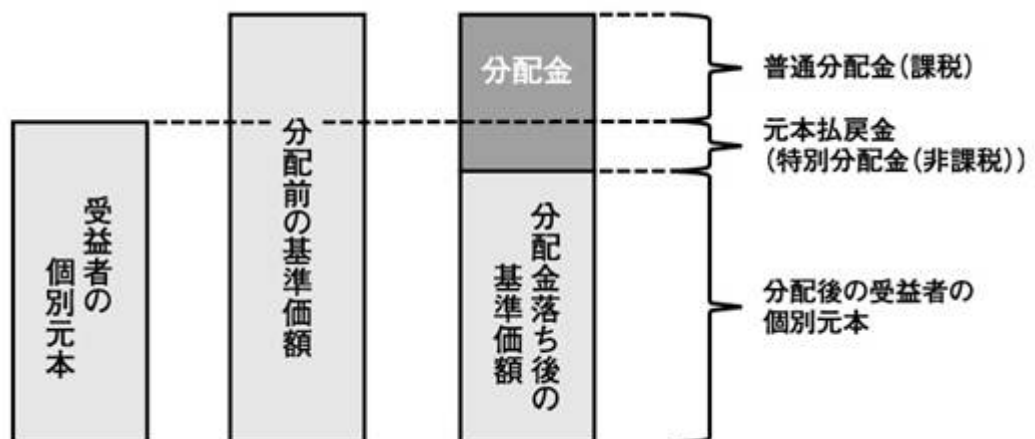 受益者の
個別元本
分配前の基準価額
分配金
分配金落ち後の
基準価額
普通分配金(課税)
元本払戻金
(特別分配金(非課税))
分配後の受益者の
個別元本